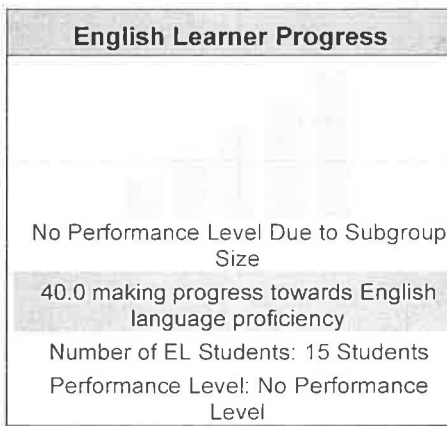 English Learner Progress
No Performance Level Due to Subgroup
Size
40.0 making progress towards English
language proficiency
Number of EL Students: 15 Students
Performance Level: No Performance
Level